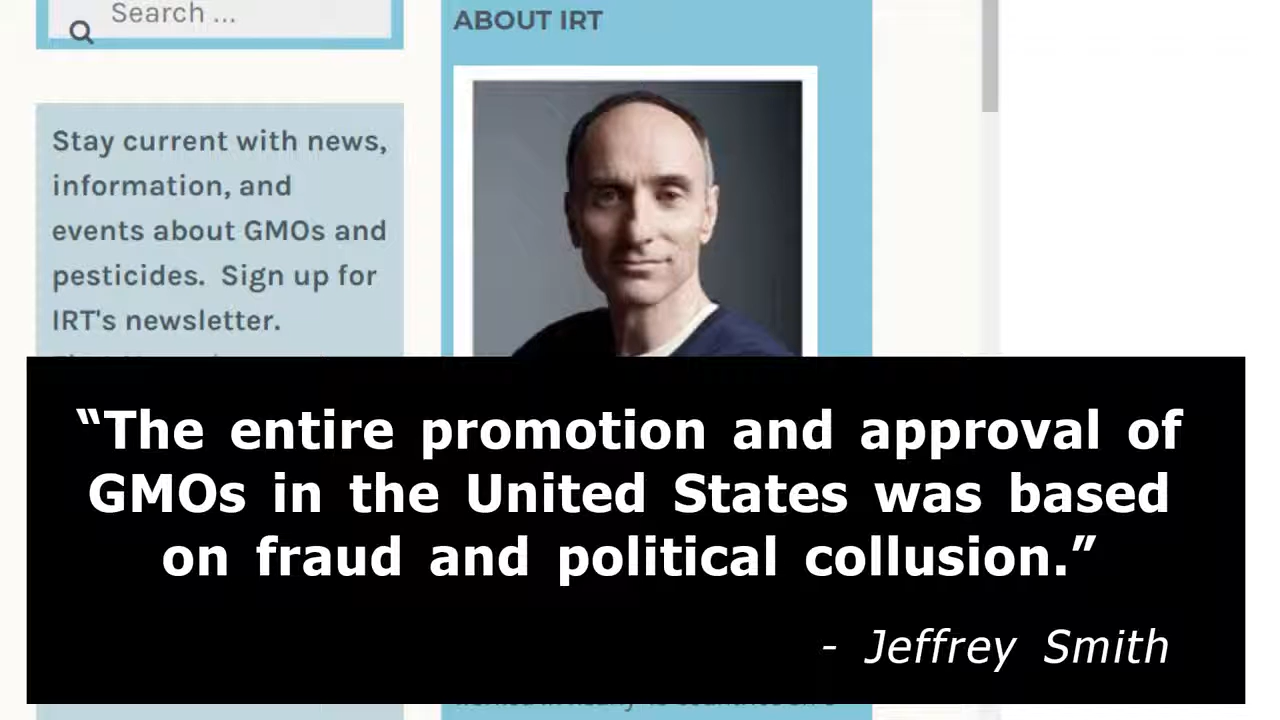 Search ...
ABOUT IRT
Stay current with news,
information, and
events about GMOs and
pesticides.  Sign up for
IRT's newsletter.
“The entire promotion and approval of
GMOs in the United States was based
on fraud and political collusion.”
- Jeffrey Smith